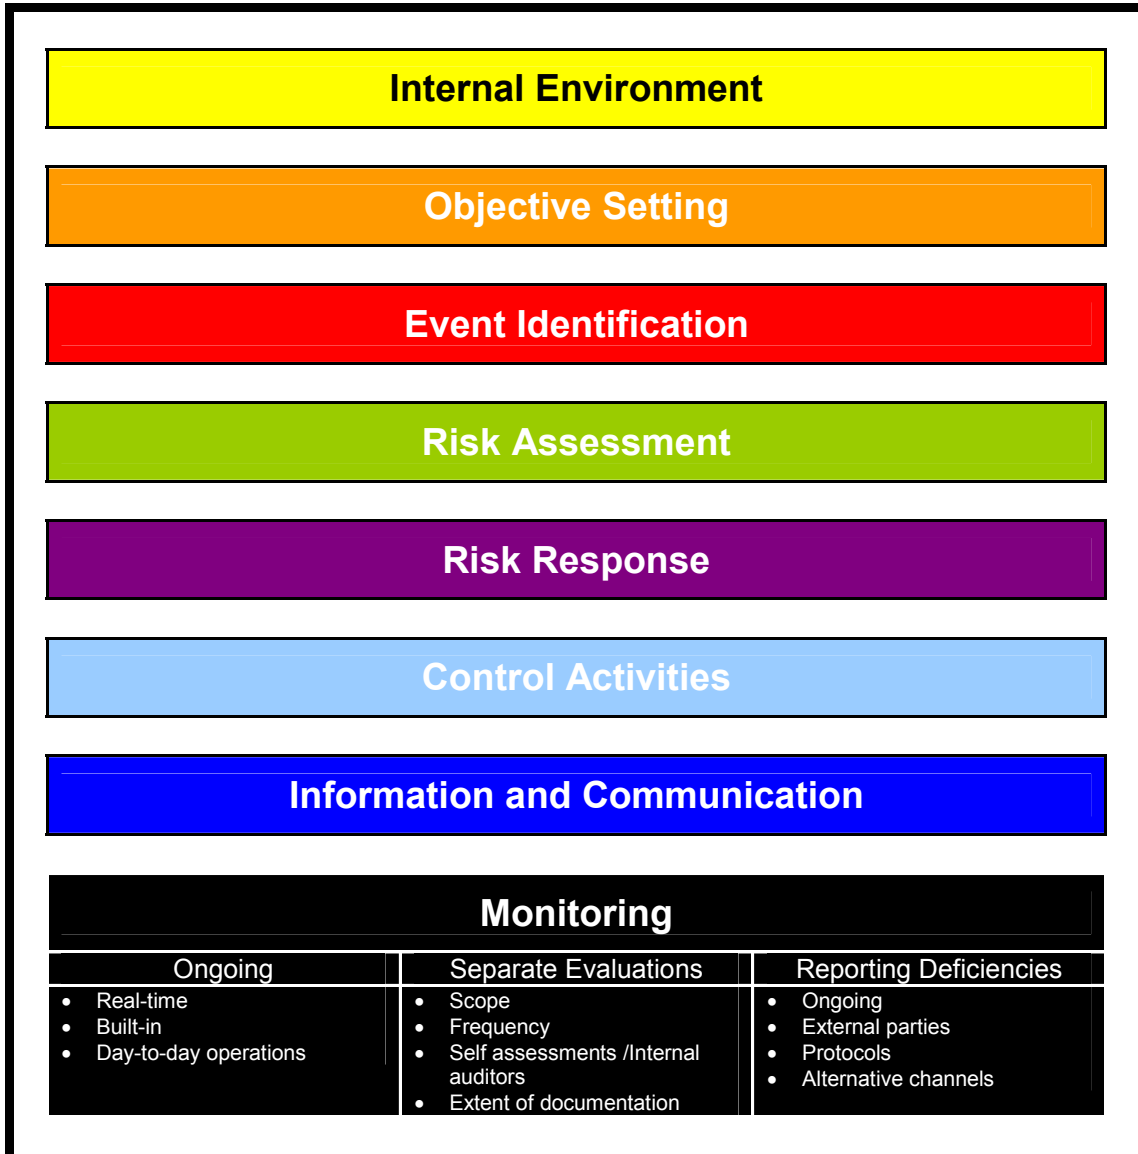 Internal Environment
Objective Setting
Event Identification
Risk Assessment
Risk Response
Control Activities
Information and Communication
Monitoring
Ongoing
• Real-time
• Built-in
• Day-to-day operations
Separate Evaluations
• Scope
• Frequency
• Self assessments /Internal
auditors
• Extent of documentation
Reporting Deficiencies
• Ongoing
• External parties
• Protocols
• Alternative channels